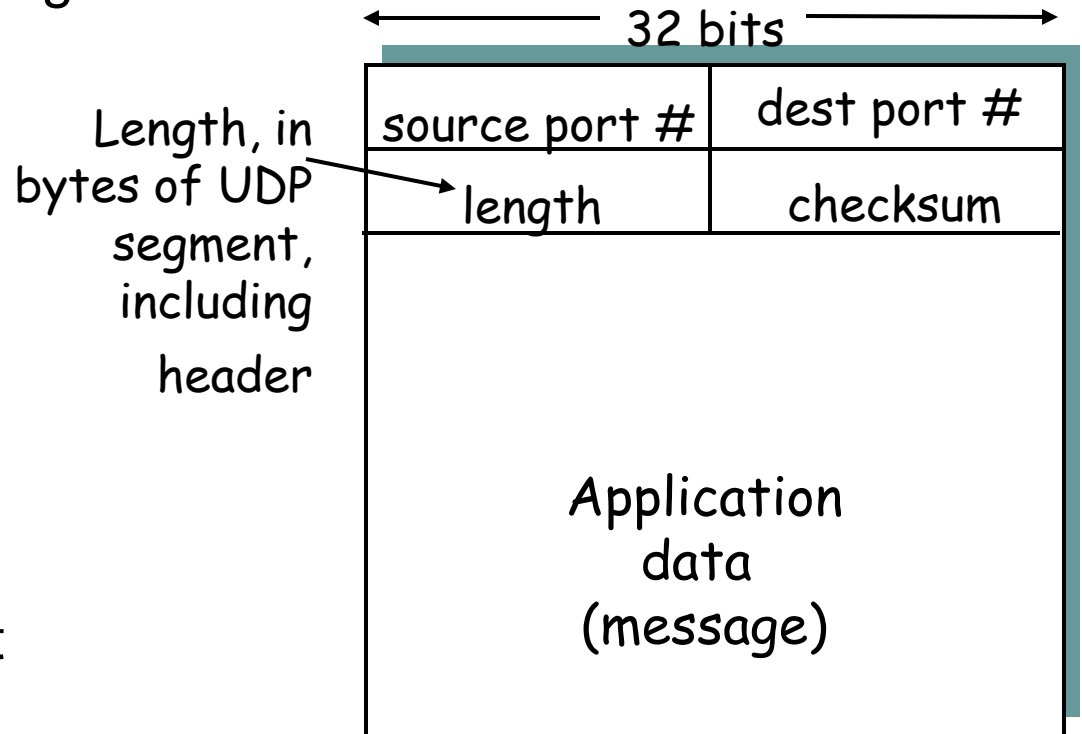 32 bits
Length, in
bytes of UDP
segment,
including
header
source port #
dest port #
length
checksum
Application
data
(message)